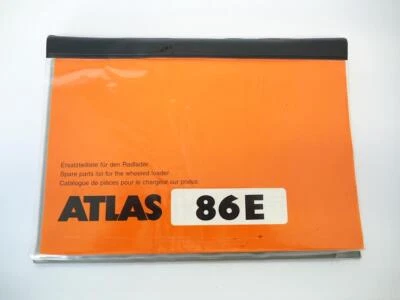 Ersatzteilliste für den Radlader
Spare parts list for the wheeled loader
Catalogue de pièces pour le chargeur sur pneus
ATLAS 86E